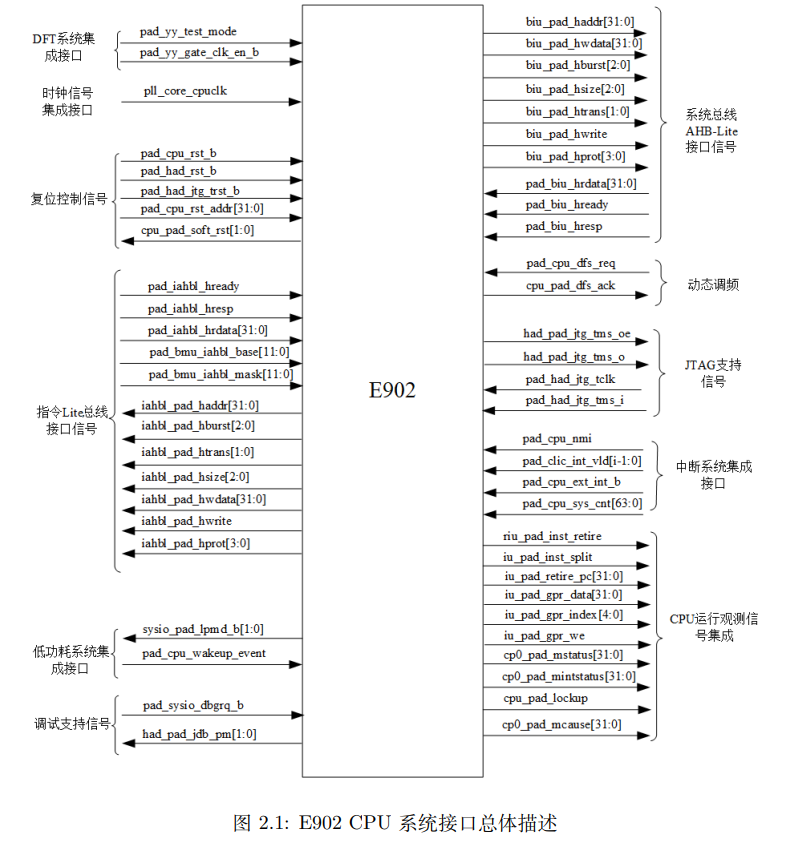 DFT系统集
成接口
pad_yy_test_mode
pad_yy_gate_clk_en_b
时钟信号
集成接口
pll_core_cpuclk
复位控制信号
pad_cpu_rst_b
pad_had_rst_b
pad_had_jtg_trst_b
pad_cpu_rst_addr[31:0]
cpu_pad_soft_rst[1:0]
指令Lite总线
接口信号
pad_iahbl_hready
pad_iahbl_hresp
pad_iahbl_hrdata[31:0]
pad_bmu_iahbl_base[11:0]
pad_bmu_iahbl_mask[11:0]
iahbl_pad_haddr[31:0]
iahbl_pad_hburst[2:0]
iahbl_pad_htrans[1:0]
iahbl_pad_hsize[2:0]
iahbl_pad_hwdata[31:0]
iahbl_pad_hwrite
iahbl_pad_hprot[3:0]
低功耗系统集
成接口
sysio_pad_lpmd_b[1:0]
pad_cpu_wakeup_event
调试支持信号
pad_sysio_dbgrq_b
had_pad_jdb_pm[1:0]
E902
biu_pad_haddr[31:0]
biu_pad_hwdata[31:0]
biu_pad_hburst[2:0]
biu_pad_hsize[2:0]
biu_pad_htrans[1:0]
biu_pad_hwrite
biu_pad_hprot[3:0]
pad_biu_hrdata[31:0]
pad_biu_hready
pad_biu_hresp
系统总线
AHB-Lite
接口信号
pad_cpu_dfs_req
cpu_pad_dfs_ack
动态调频
had_pad_jtg_tms_oe
had_pad_jtg_tms_o
pad_had_jtg_tclk
pad_had_jtg_tms_i
JTAG支持
信号
pad_cpu_nmi
pad_clic_int_vld[i-1:0]
pad_cpu_ext_int_b
pad_cpu_sys_cnt[63:0]
中断系统集成
接口
riu_pad_inst_retire
iu_pad_inst_split
iu_pad_retire_pc[31:0]
iu_pad_gpr_data[31:0]
iu_pad_gpr_index[4:0]
iu_pad_gpr_we
cp0_pad_mstatus[31:0]
cp0_pad_mintstatus[31:0]
cpu_pad_lockup
cp0_pad_mcause[31:0]
CPU运行观测信
号集成
图 2.1: E902 CPU 系统接口总体描述